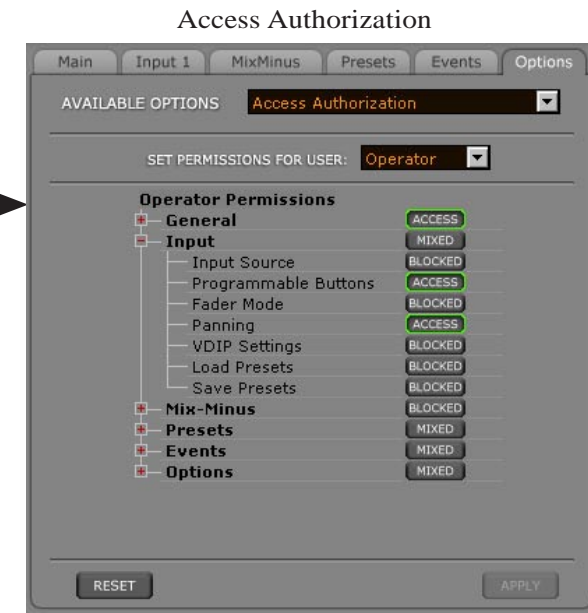 Access Authorization
Main Input 1 MixMinus Presets Events Options
AVAILABLE OPTIONS Access Authorization
SET PERMISSIONS FOR USER: Operator
Operator Permissions
General ACCESS
Input MIXED
Input Source BLOCKED
Programmable Buttons ACCESS
Fader Mode BLOCKED
Panning ACCESS
VDIP Settings BLOCKED
Load Presets BLOCKED
Save Presets BLOCKED
Mix-Minus BLOCKED
Presets MIXED
Events MIXED
Options MIXED
RESET APPLY